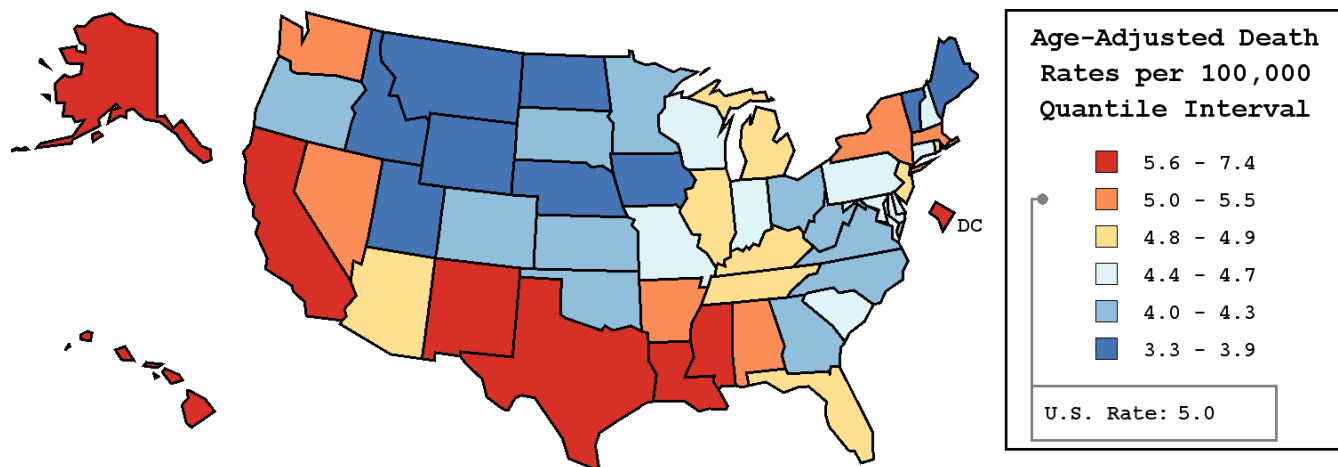 Age-Adjusted Death
Rates per 100,000
Quantile Interval
5.6 - 7.4
5.0 - 5.5
4.8 - 4.9
4.4 - 4.7
4.0 - 4.3
3.3 - 3.9
U.S. Rate: 5.0
DC